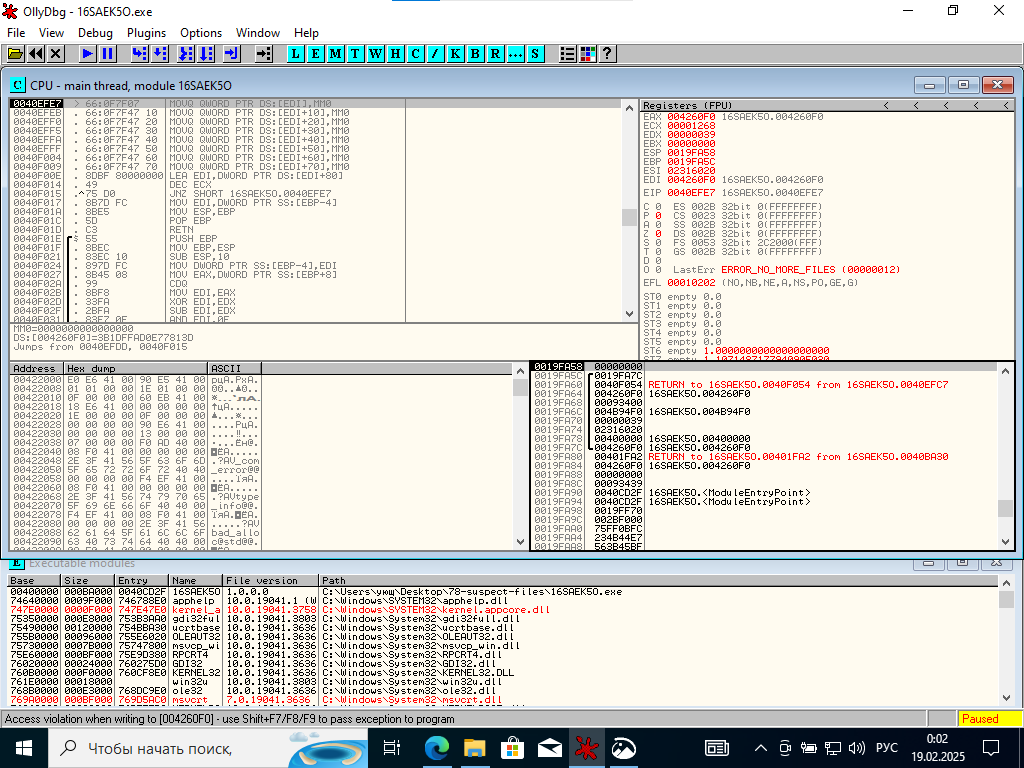 OllyDbg - 16SAEK5O.exe
File View Debug Plugins Options Window Help
L E M T W H C / K B R ... S ?
C CPU - main thread, module 16SAEK5O
0040EFE7 > 66:0F7F07 MOVQ QWORD PTR DS:[EDI],MM0
0040EFEB . 66:0F7F47 10 MOVQ QWORD PTR DS:[EDI+10],MM0
0040EFF0 . 66:0F7F47 20 MOVQ QWORD PTR DS:[EDI+20],MM0
0040EFF5 . 66:0F7F47 30 MOVQ QWORD PTR DS:[EDI+30],MM0
0040EFFA . 66:0F7F47 40 MOVQ QWORD PTR DS:[EDI+40],MM0
0040EFFF . 66:0F7F47 50 MOVQ QWORD PTR DS:[EDI+50],MM0
0040F004 . 66:0F7F47 60 MOVQ QWORD PTR DS:[EDI+60],MM0
0040F009 . 66:0F7F47 70 MOVQ QWORD PTR DS:[EDI+70],MM0
0040F00E . 8DBF 80000000 LEA EDI,DWORD PTR DS:[EDI+80]
0040F014 . 49 DEC ECX
0040F015 .^75 D0 JNZ SHORT 16SAEK5O.0040EFE7
0040F017 . 8B7D FC MOV EDI,DWORD PTR SS:[EBP-4]
0040F01A . 8BE5 MOV ESP,EBP
0040F01C . 5D POP EBP
0040F01D . C3 RETN
0040F01E $ 55 PUSH EBP
0040F01F . 8BEC MOV EBP,ESP
0040F021 . 83EC 10 SUB ESP,10
0040F024 . 897D FC MOV DWORD PTR SS:[EBP-4],EDI
0040F027 . 8B45 08 MOV EAX,DWORD PTR SS:[EBP+8]
0040F02A . 99 CDQ
0040F02B . 8BF8 MOV EDI,EAX
0040F02D . 33FA XOR EDI,EDX
0040F02F . 2BFA SUB EDI,EDX
0040F031 . 83E7 0F AND EDI,0F
MM0=0000000000000000
DS:[004260F0]=3B1DFFAD0E77813D
Jumps from 0040EFDD, 0040F015
Registers (FPU) < < < < <
EAX 004260F0 16SAEK5O.004260F0
ECX 00001268
EDX 00000039
EBX 00000000
ESP 0019FA58
EBP 0019FA5C
ESI 02316020
EDI 004260F0 16SAEK5O.004260F0
EIP 0040EFE7 16SAEK5O.0040EFE7
C 0 ES 002B 32bit 0(FFFFFFFF)
P 0 CS 0023 32bit 0(FFFFFFFF)
A 0 SS 002B 32bit 0(FFFFFFFF)
Z 0 DS 002B 32bit 0(FFFFFFFF)
S 0 FS 0053 32bit 2C2000(FFF)
T 0 GS 002B 32bit 0(FFFFFFFF)
D 0
O 0 LastErr ERROR_NO_MORE_FILES (00000012)
EFL 00010202 (NO,NB,NE,A,NS,PO,GE,G)
ST0 empty 0.0
ST1 empty 0.0
ST2 empty 0.0
ST3 empty 0.0
ST4 empty 0.0
ST5 empty 0.0
ST6 empty 1.0000000000000000000
Address Hex dump ASCII
00422000 E0 E6 41 00 90 E5 41 00
00422008 01 01 00 00 1E 01 00 00
00422010 0F 00 00 00 60 EB 41 00
00422018 18 E6 41 00 00 00 00 00
00422020 1E 00 00 00 0F 00 00 00
00422028 00 00 00 00 90 E6 41 00
00422030 00 00 00 00 13 00 00 00
00422038 07 00 00 00 F0 AD 40 00
00422040 08 F0 41 00 00 00 00 00
00422048 2E 3F 41 56 5F 63 6F 6D .?AV_com
00422050 5F 65 72 72 6F 72 40 40 _error@@
00422058 00 00 00 00 F4 EF 41 00
00422060 08 F0 41 00 00 00 00 00
00422068 2E 3F 41 56 74 79 70 65 .?AVtype
00422070 5F 69 6E 66 6F 40 40 00 _info@@.
00422078 F4 EF 41 00 08 F0 41 00
00422080 00 00 00 00 2E 3F 41 56 .....?AV
00422088 62 61 64 5F 61 6C 6C 6F bad_allo
00422090 63 40 73 74 64 40 40 00 c@std@@.
0019FA58 00000000
0019FA5C 0019FA7C
0019FA60 0040F054 RETURN to 16SAEK5O.0040F054 from 16SAEK5O.0040EFC7
0019FA64 004260F0 16SAEK5O.004260F0
0019FA68 00093400
0019FA6C 004B94F0 16SAEK5O.004B94F0
0019FA70 00000039
0019FA74 02316020
0019FA78 00400000 16SAEK5O.00400000
0019FA7C 004260F0 16SAEK5O.004260F0
0019FA80 00401FA2 RETURN to 16SAEK5O.00401FA2 from 16SAEK5O.0040BA30
0019FA84 004260F0 16SAEK5O.004260F0
0019FA88 00000000
0019FA8C 00093439
0019FA90 0040CD2F 16SAEK5O.<ModuleEntryPoint>
0019FA94 0040CD2F 16SAEK5O.<ModuleEntryPoint>
0019FA98 0019FF70
0019FA9C 002BF000
0019FAA0 75FF0BFC
0019FAA4 234B44E7
0019FAA8 563B45BF
E Executable modules
Base Size Entry Name File version Path
00400000 000BA000 0040CD2F 16SAEK5O 1.0.0.0 C:\Users\умщ\Desktop\78-suspect-files\16SAEK5O.exe
74640000 0009F000 746788E0 apphelp 10.0.19041.1 (W C:\Windows\SYSTEM32\apphelp.dll
747E0000 0000F000 747E47E0 kernel_a 10.0.19041.3758 C:\Windows\SYSTEM32\kernel.appcore.dll
75350000 000E8000 753B3AA0 gdi32ful 10.0.19041.3803 C:\Windows\System32\gdi32full.dll
75490000 00120000 754BBA30 ucrtbase 10.0.19041.3636 C:\Windows\System32\ucrtbase.dll
755B0000 00096000 755E6020 OLEAUT32 10.0.19041.3636 C:\Windows\System32\OLEAUT32.dll
75730000 0007B000 75747800 msvcp_wi 10.0.19041.3636 C:\Windows\System32\msvcp_win.dll
75E60000 000BF000 75E9D380 RPCRT4 10.0.19041.3636 C:\Windows\System32\RPCRT4.dll
76020000 00024000 760275D0 GDI32 10.0.19041.3636 C:\Windows\System32\GDI32.dll
760B0000 000F0000 760CF8E0 KERNEL32 10.0.19041.3636 C:\Windows\System32\KERNEL32.DLL
761E0000 00018000 win32u 10.0.19041.3803 C:\Windows\System32\win32u.dll
768B0000 000E3000 768DC9E0 ole32 10.0.19041.3636 C:\Windows\System32\ole32.dll
769A0000 000BF000 769D5AC0 msvcrt 7.0.19041.3636 C:\Windows\System32\msvcrt.dll
Access violation when writing to [004260F0] - use Shift+F7/F8/F9 to pass exception to program Paused
Чтобы начать поиск,
РУС
0:02
19.02.2025